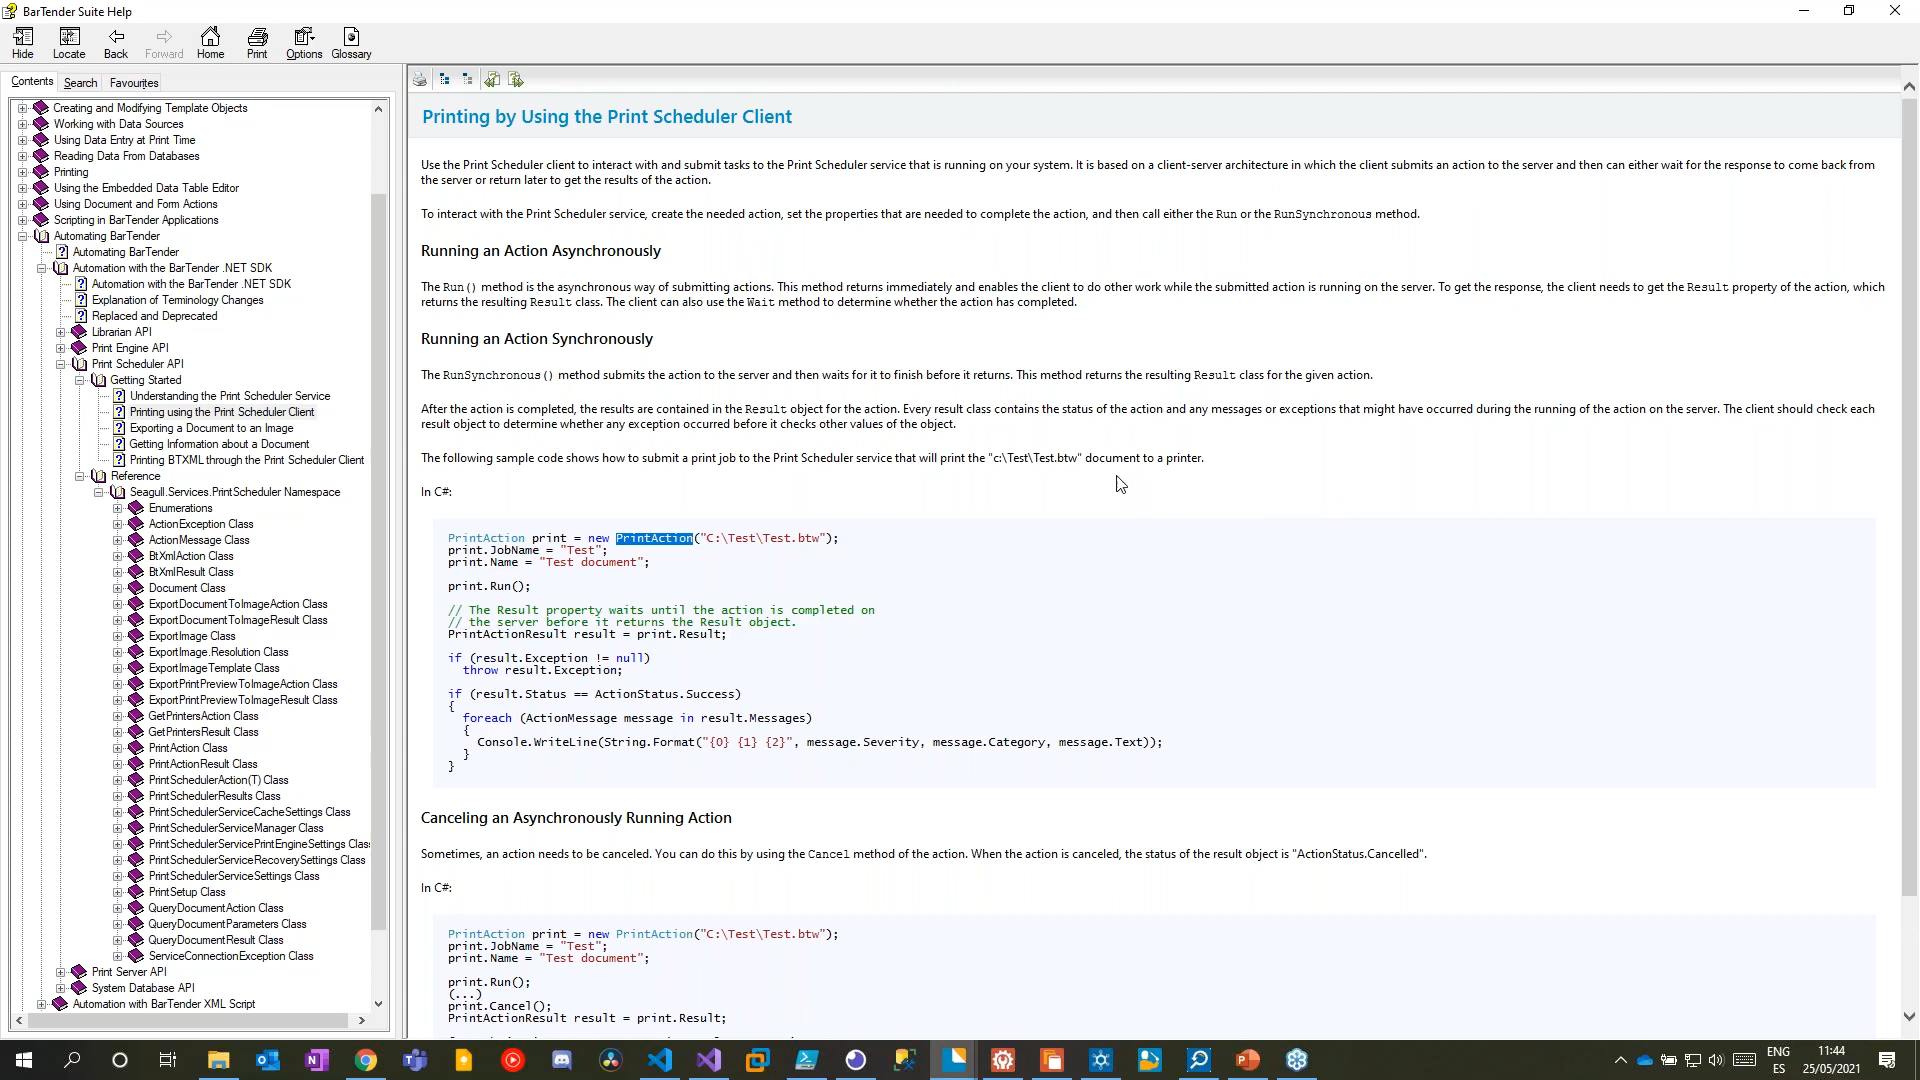 BarTender Suite Help
Hide
Locate
Back
Forward
Home
Print
Options
Glossary
Contents
Search
Favourites
Creating and Modifying Template Objects
Working with Data Sources
Using Data Entry at Print Time
Reading Data From Databases
Printing
Using the Embedded Data Table Editor
Using Document and Form Actions
Scripting in BarTender Applications
Automating BarTender
Automating BarTender
Automation with the BarTender .NET SDK
Automation with the BarTender .NET SDK
Explanation of Terminology Changes
Replaced and Deprecated
Librarian API
Print Engine API
Print Scheduler API
Getting Started
Understanding the Print Scheduler Service
Printing using the Print Scheduler Client
Exporting a Document to an Image
Getting Information about a Document
Printing BTXML through the Print Scheduler Client
Reference
Seagull.Services.PrintScheduler Namespace
Enumerations
ActionException Class
ActionMessage Class
BtXmlAction Class
BtXmlResult Class
Document Class
ExportDocumentToImageAction Class
ExportDocumentToImageResult Class
ExportImage Class
ExportImage.Resolution Class
ExportImageTemplate Class
ExportPrintPreviewToImageAction Class
ExportPrintPreviewToImageResult Class
GetPrintersAction Class
GetPrintersResult Class
PrintAction Class
PrintActionResult Class
PrintSchedulerAction(T) Class
PrintSchedulerResults Class
PrintSchedulerServiceCacheSettings Class
PrintSchedulerServiceManager Class
PrintSchedulerServicePrintEngineSettings Clas
PrintSchedulerServiceRecoverySettings Class
PrintSchedulerServiceSettings Class
PrintSetup Class
QueryDocumentAction Class
QueryDocumentParameters Class
QueryDocumentResult Class
ServiceConnectionException Class
Print Server API
System Database API
Automation with BarTender XML Script
Printing by Using the Print Scheduler Client
Use the Print Scheduler client to interact with and submit tasks to the Print Scheduler service that is running on your system. It is based on a client-server architecture in which the client submits an action to the server and then can either wait for the response to come back from
the server or return later to get the results of the action.
To interact with the Print Scheduler service, create the needed action, set the properties that are needed to complete the action, and then call either the Run or the RunSynchronous method.
Running an Action Asynchronously
The Run() method is the asynchronous way of submitting actions. This method returns immediately and enables the client to do other work while the submitted action is running on the server. To get the response, the client needs to get the Result property of the action, which
returns the resulting Result class. The client can also use the Wait method to determine whether the action has completed.
Running an Action Synchronously
The RunSynchronous() method submits the action to the server and then waits for it to finish before it returns. This method returns the resulting Result class for the given action.
After the action is completed, the results are contained in the Result object for the action. Every result class contains the status of the action and any messages or exceptions that might have occurred during the running of the action on the server. The client should check each
result object to determine whether any exception occurred before it checks other values of the object.
The following sample code shows how to submit a print job to the Print Scheduler service that will print the "c:\Test\Test.btw" document to a printer.
In C#:
PrintAction print = new PrintAction("C:\Test\Test.btw");
print.JobName = "Test";
print.Name = "Test document";
print.Run();
// The Result property waits until the action is completed on
// the server before it returns the Result object.
PrintActionResult result = print.Result;
if (result.Exception != null)
throw result.Exception;
if (result.Status == ActionStatus.Success)
{
foreach (ActionMessage message in result.Messages)
{
Console.WriteLine(String.Format("{0} {1} {2}", message.Severity, message.Category, message.Text));
}
}
Canceling an Asynchronously Running Action
Sometimes, an action needs to be canceled. You can do this by using the Cancel method of the action. When the action is canceled, the status of the result object is "ActionStatus.Cancelled".
In C#:
PrintAction print = new PrintAction("C:\Test\Test.btw");
print.JobName = "Test";
print.Name = "Test document";
print.Run();
(...)
print.Cancel();
PrintActionResult result = print.Result;
ENG
ES
11:44
25/05/2021